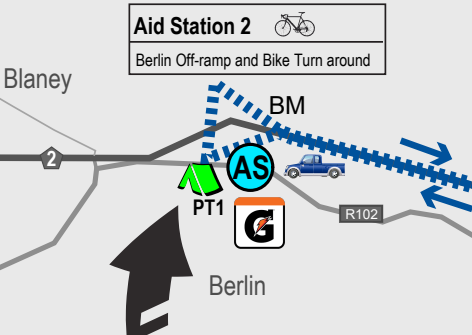 Aid Station 2
Berlin Off-ramp and Bike Turn around
Blaney
BM
2
AS
PT1
G
R102
Berlin